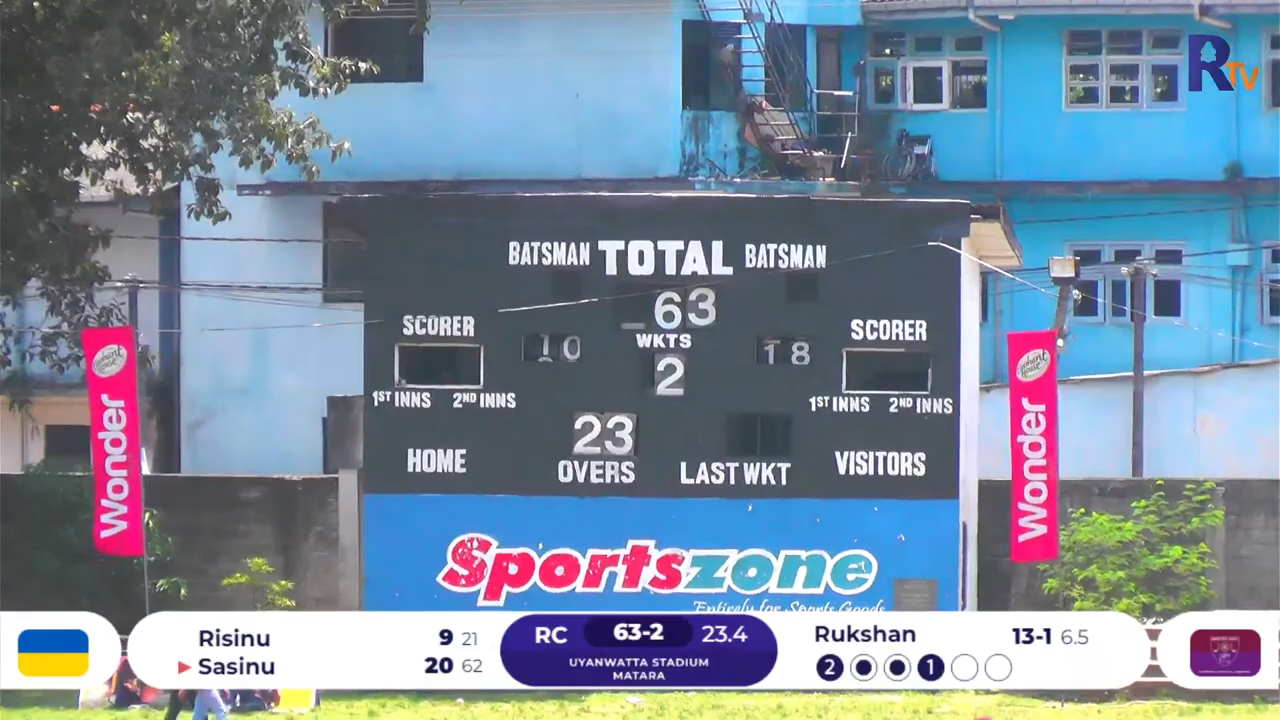 RTV
BATSMAN TOTAL BATSMAN
63
SCORER WKTS SCORER
10 2 18
1ST INNS 2ND INNS 1ST INNS 2ND INNS
23
HOME OVERS LAST WKT VISITORS
Wonder
Wonder
Sportszone
Entirely for Sports Goods
Risinu 9 21
Sasinu 20 62
RC 63-2 23.4
UYANWATTA STADIUM
MATARA
Rukshan 13-1 6.5
2 1